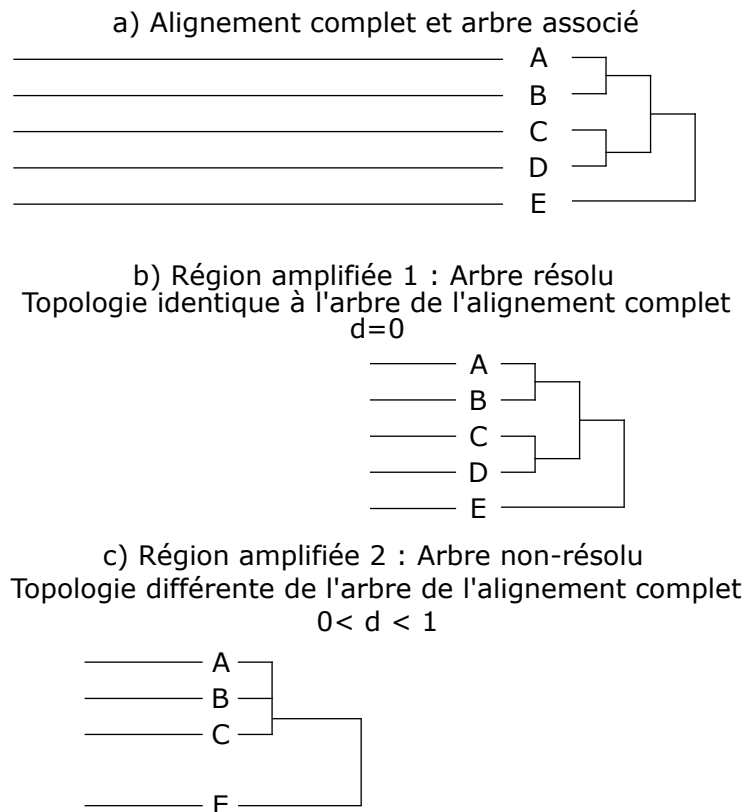 a) Alignement complet et arbre associé
A
B
C
D
E
b) Région amplifiée 1 : Arbre résolu
Topologie identique à l'arbre de l'alignement complet
d=0
A
B
C
D
E
c) Région amplifiée 2 : Arbre non-résolu
Topologie différente de l'arbre de l'alignement complet
0< d < 1
A
B
C